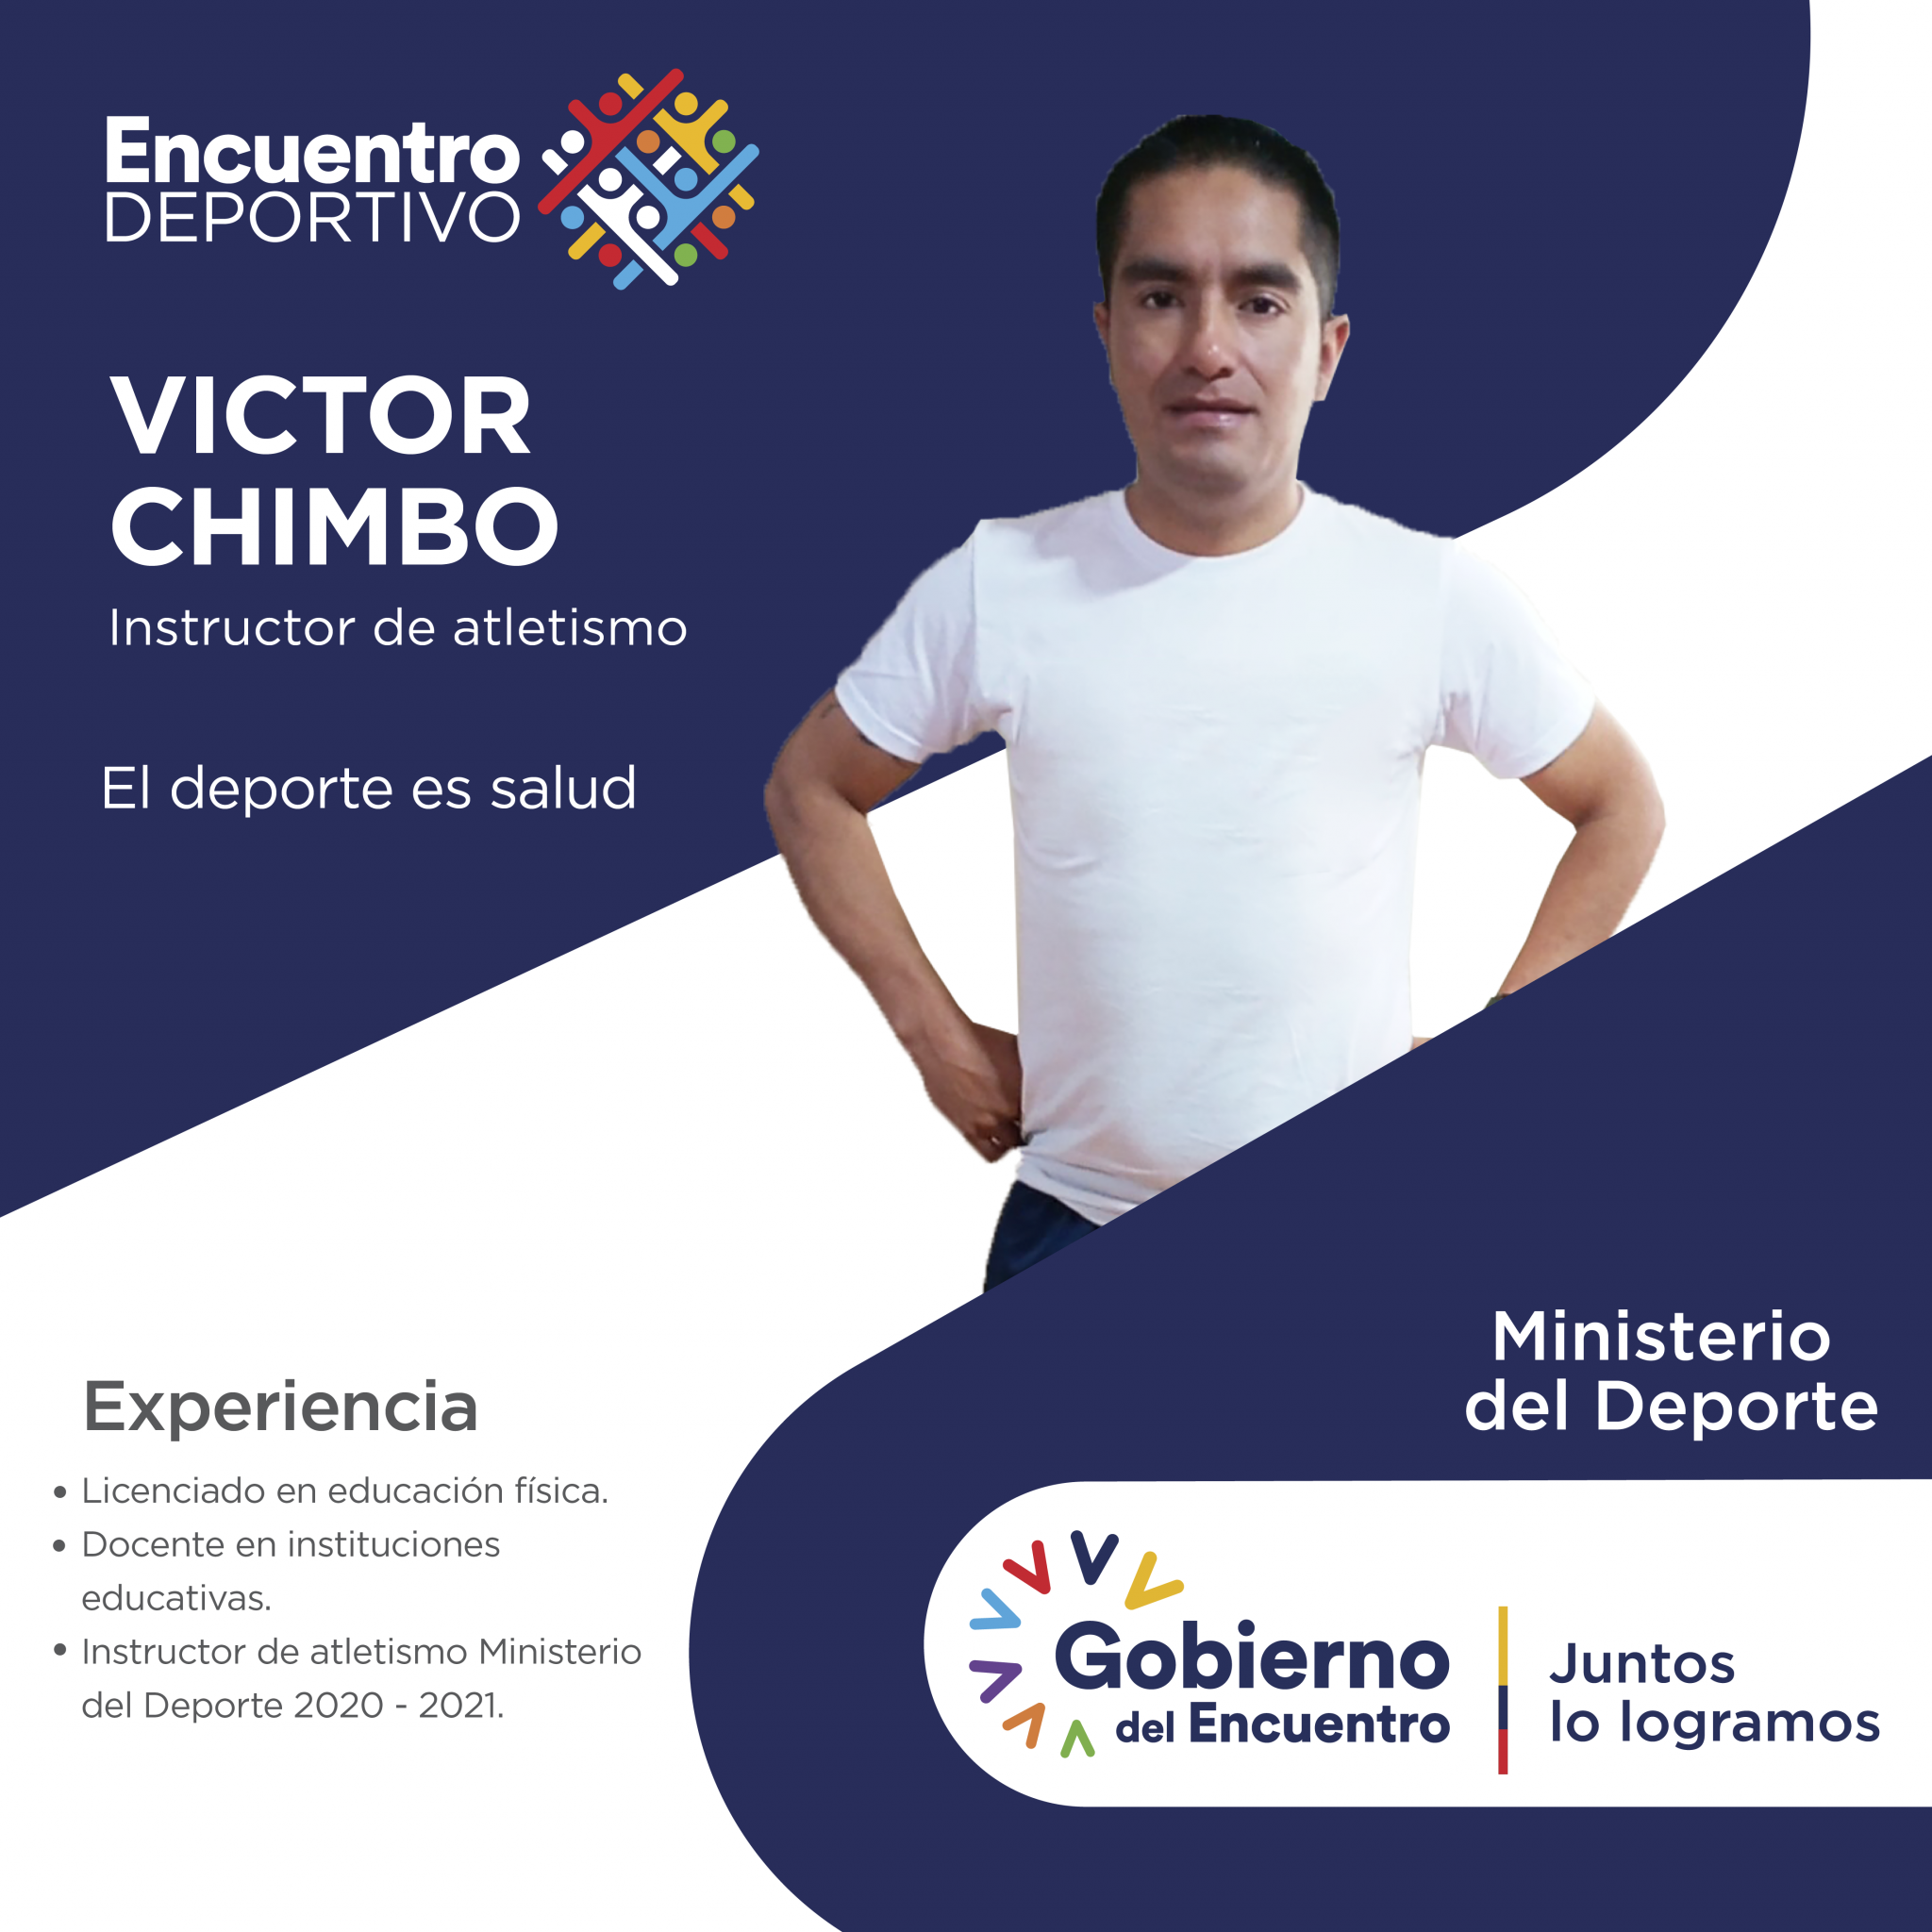 Encuentro
DEPORTIVO
VICTOR
CHIMBO
Instructor de atletismo
El deporte es salud
Experiencia
• Licenciado en educación física.
• Docente en instituciones
educativas.
• Instructor de atletismo Ministerio
del Deporte 2020 - 2021.
Ministerio
del Deporte
Gobierno
del Encuentro
Juntos
lo logramos